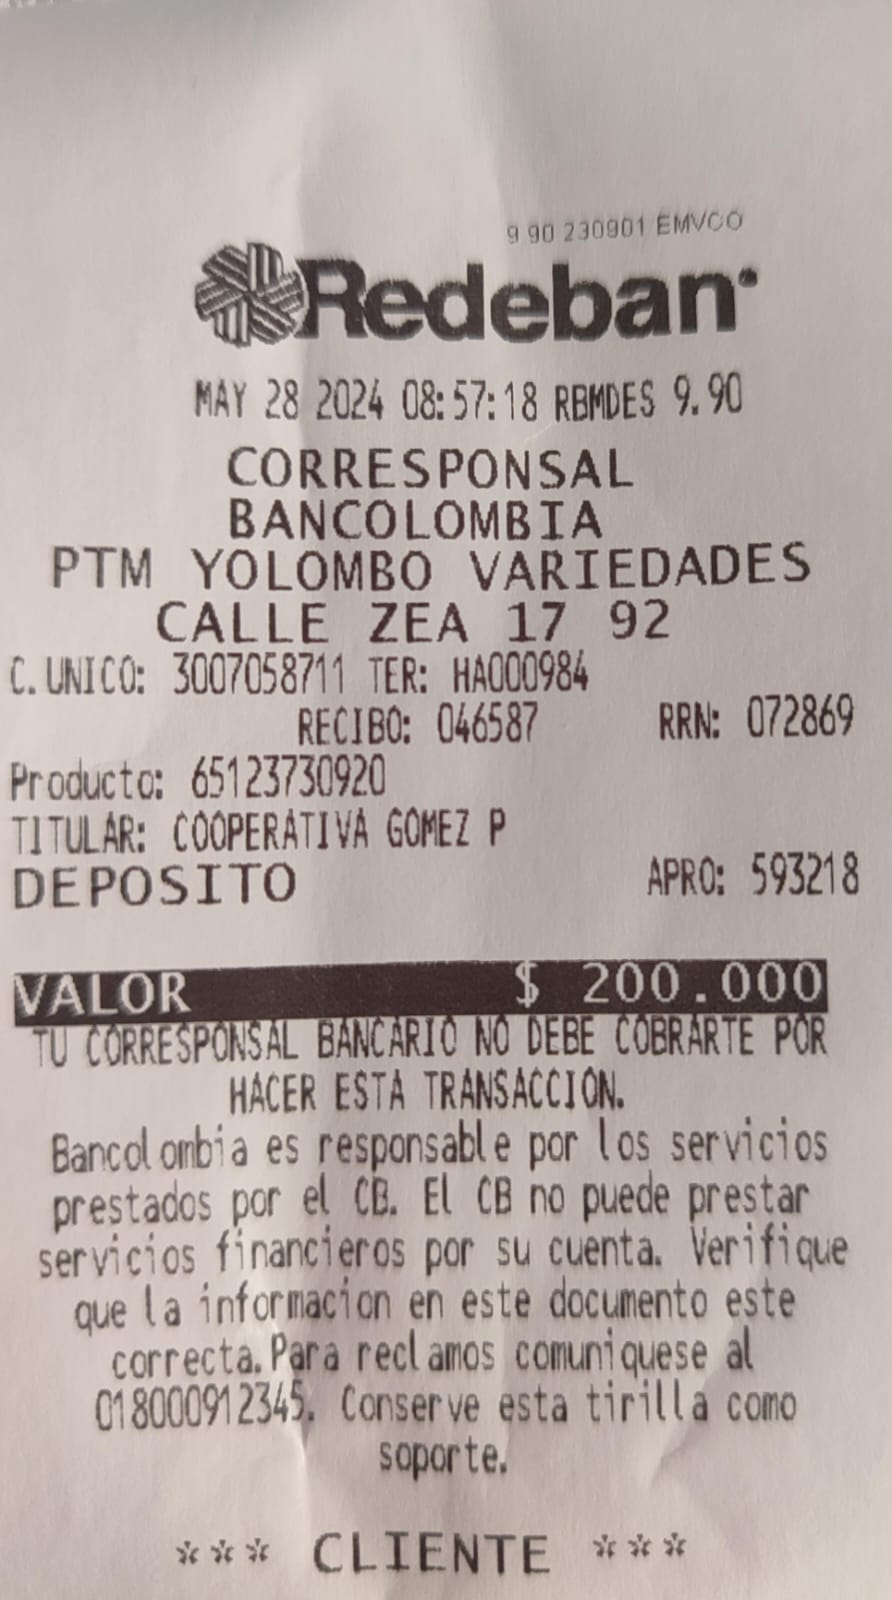 9 90 230901 EMVCO
Redeban
MAY 28 2024 08:57:18 RBMDES 9.90
CORRESPONSAL
BANCOLOMBIA
PTM YOLOMBO VARIEDADES
CALLE ZEA 17 92
C.UNICO: 3007058711 TER: HA000984
RECIBO: 046587 RRN: 072869
Producto: 65123730920
TITULAR: COOPERATIVA GOMEZ P
DEPOSITO APRO: 593218
VALOR $ 200.000
TU CORRESPONSAL BANCARIO NO DEBE COBRARTE POR
HACER ESTA TRANSACCION.
Bancolombia es responsable por los servicios
prestados por el CB. El CB no puede prestar
servicios financieros por su cuenta. Verifique
que la informacion en este documento este
correcta.Para reclamos comuniquese al
018000912345. Conserve esta tirilla como
soporte.
*** CLIENTE ***